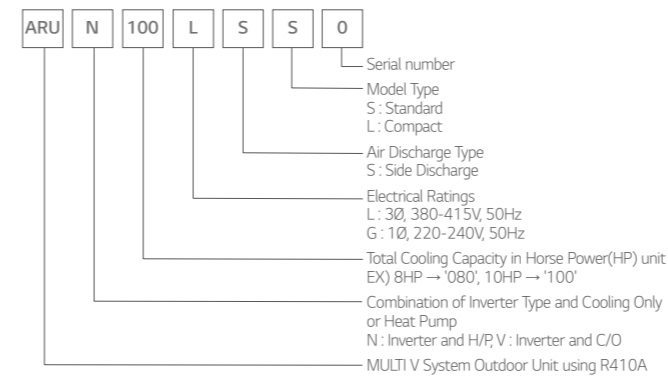 ARU N 100 L S S 0
Serial number
Model Type
S : Standard
L : Compact
Air Discharge Type
S : Side Discharge
Electrical Ratings
L : 3Ø, 380-415V, 50Hz
G : 1Ø, 220-240V, 50Hz
Total Cooling Capacity in Horse Power(HP) unit
EX) 8HP → '080', 10HP → '100'
Combination of Inverter Type and Cooling Only
or Heat Pump
N : Inverter and H/P, V : Inverter and C/O
MULTI V System Outdoor Unit using R410A